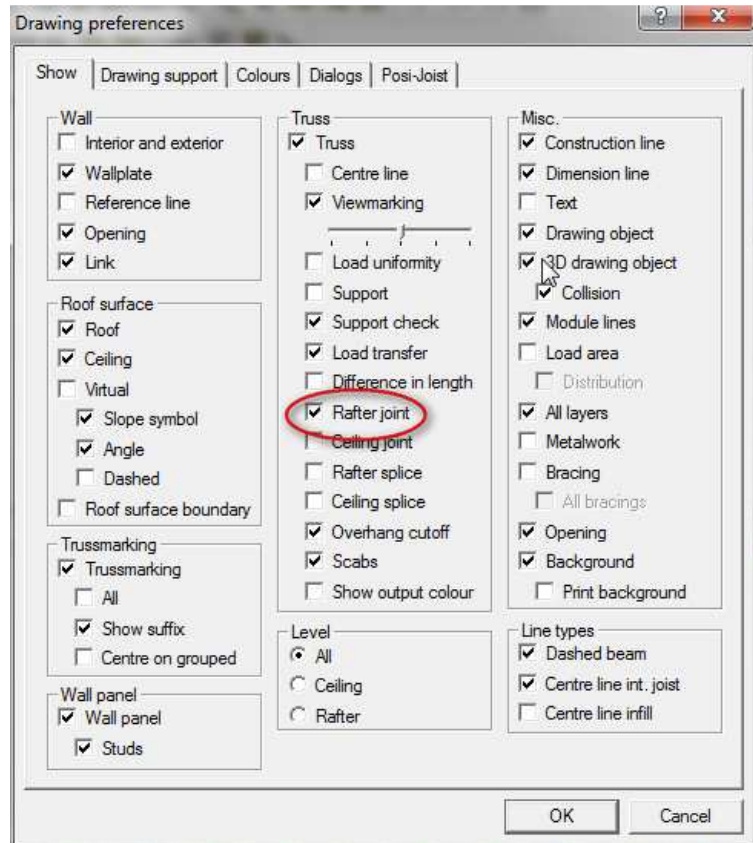 Drawing preferences
Show
Drawing support
Colours
Dialogs
Posi-Joist
Wall
Interior and exterior
Wallplate
Reference line
Opening
Link
Roof surface
Roof
Ceiling
Virtual
Slope symbol
Angle
Dashed
Roof surface boundary
Trussmarking
Trussmarking
All
Show suffix
Centre on grouped
Wall panel
Wall panel
Studs
Truss
Truss
Centre line
Viewmarking
Load uniformity
Support
Support check
Load transfer
Difference in length
Rafter joint
Ceiling joint
Rafter splice
Ceiling splice
Overhang cutoff
Scabs
Show output colour
Level
All
Ceiling
Rafter
Misc.
Construction line
Dimension line
Text
Drawing object
3D drawing object
Collision
Module lines
Load area
Distribution
All layers
Metalwork
Bracing
All bracings
Opening
Background
Print background
Line types
Dashed beam
Centre line int. joist
Centre line infill
OK
Cancel